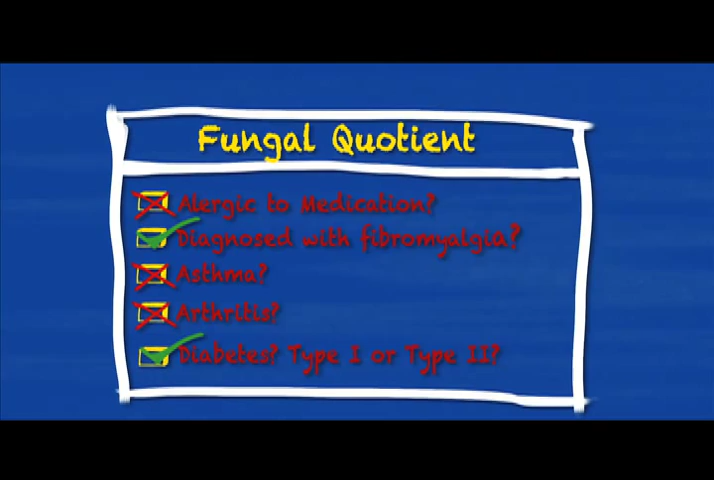 Fungal Quotient
Alergic to Medication?
Diagnosed with fibromyalgia?
Asthma?
Arthritis?
Diabetes? Type I or Type II?